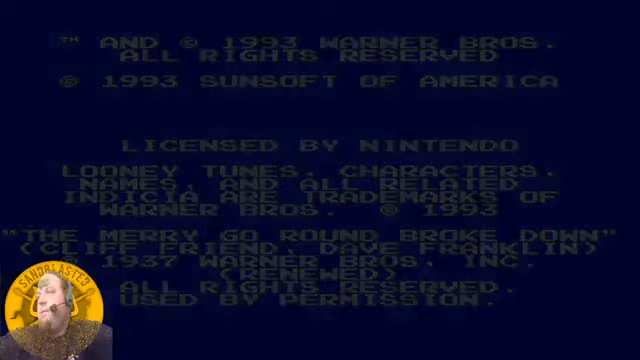 ™ AND © 1993 WARNER BROS.
ALL RIGHTS RESERVED
© 1993 SUNSOFT OF AMERICA
LICENSED BY NINTENDO
LOONEY TUNES, CHARACTERS,
NAMES, AND ALL RELATED
INDICIA ARE TRADEMARKS OF
WARNER BROS. © 1993
"THE MERRY GO ROUND BROKE DOWN"
(CLIFF FRIEND, DAVE FRANKLIN)
© 1937 WARNER BROS. INC.
(RENEWED)
ALL RIGHTS RESERVED.
USED BY PERMISSION.
SANDBLASTED